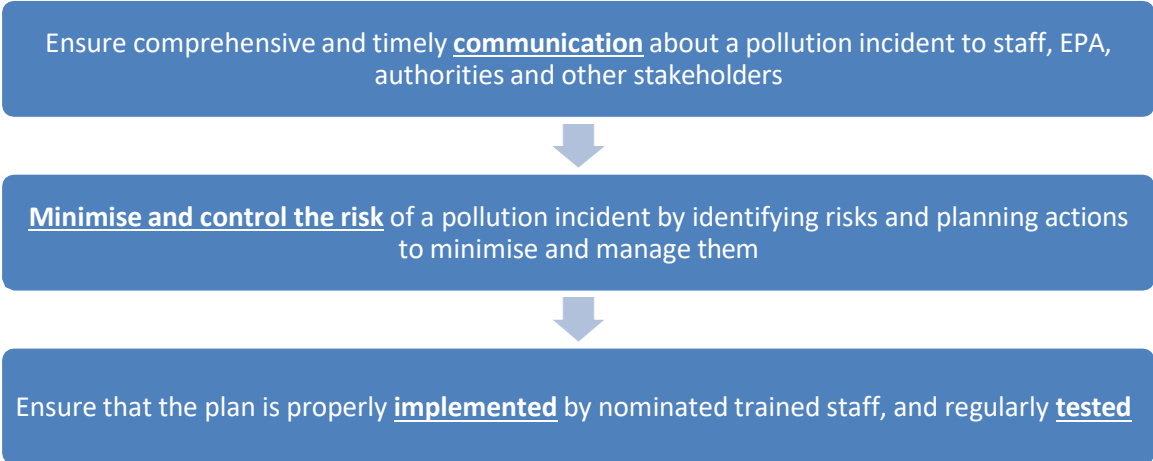 Ensure comprehensive and timely communication about a pollution incident to staff, EPA,
authorities and other stakeholders
Minimise and control the risk of a pollution incident by identifying risks and planning actions
to minimise and manage them
Ensure that the plan is properly implemented by nominated trained staff, and regularly tested